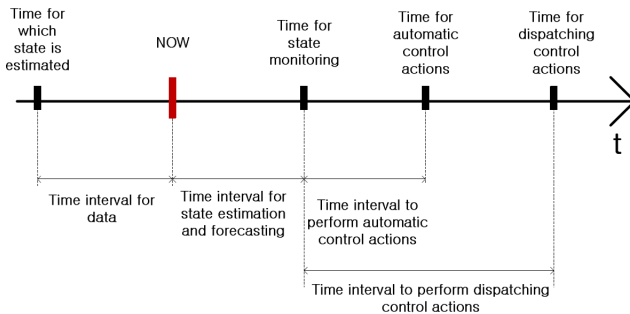 Time for
which
state is
estimated
NOW
Time for
state
monitoring
Time for
automatic
control
actions
Time for
dispatching
control
actions
t
Time interval for
data
Time interval for
state estimation
and forecasting
Time interval to
perform automatic
control actions
Time interval to perform dispatching
control actions